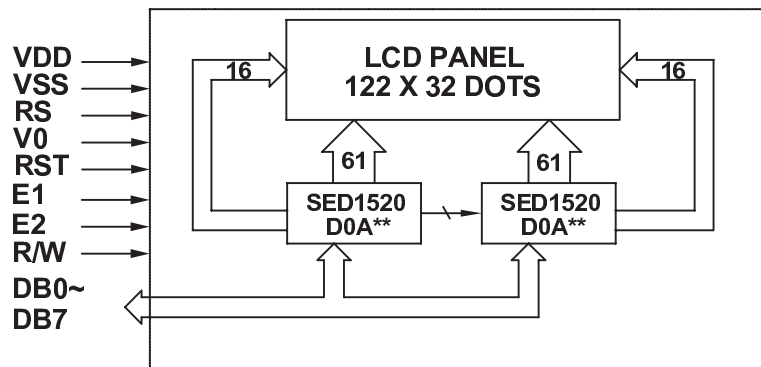 VDD
VSS
RS
V0
RST
E1
E2
R/W
DB0~
DB7
LCD PANEL
122 X 32 DOTS
16
16
61
61
SED1520
D0A**
SED1520
D0A**